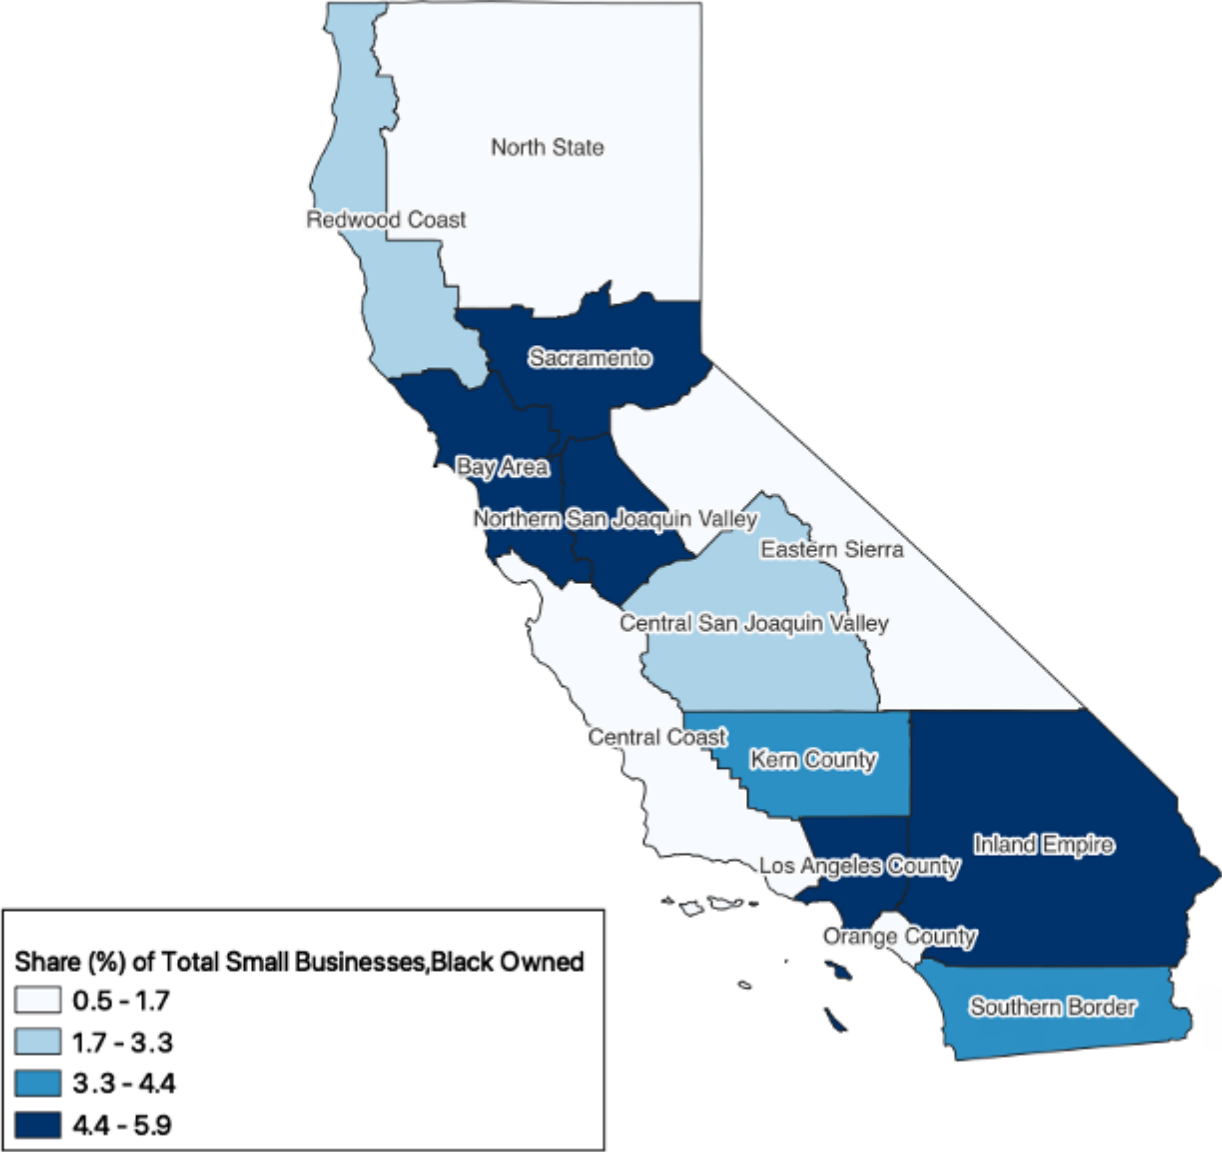 North State
Redwood Coast
Sacramento
Bay Area
Northern San Joaquin Valley
Eastern Sierra
Central San Joaquin Valley
Central Coast
Kern County
Inland Empire
Los Angeles County
Orange County
Southern Border
Share (%) of Total Small Businesses,Black Owned
0.5 - 1.7
1.7 - 3.3
3.3 - 4.4
4.4 - 5.9